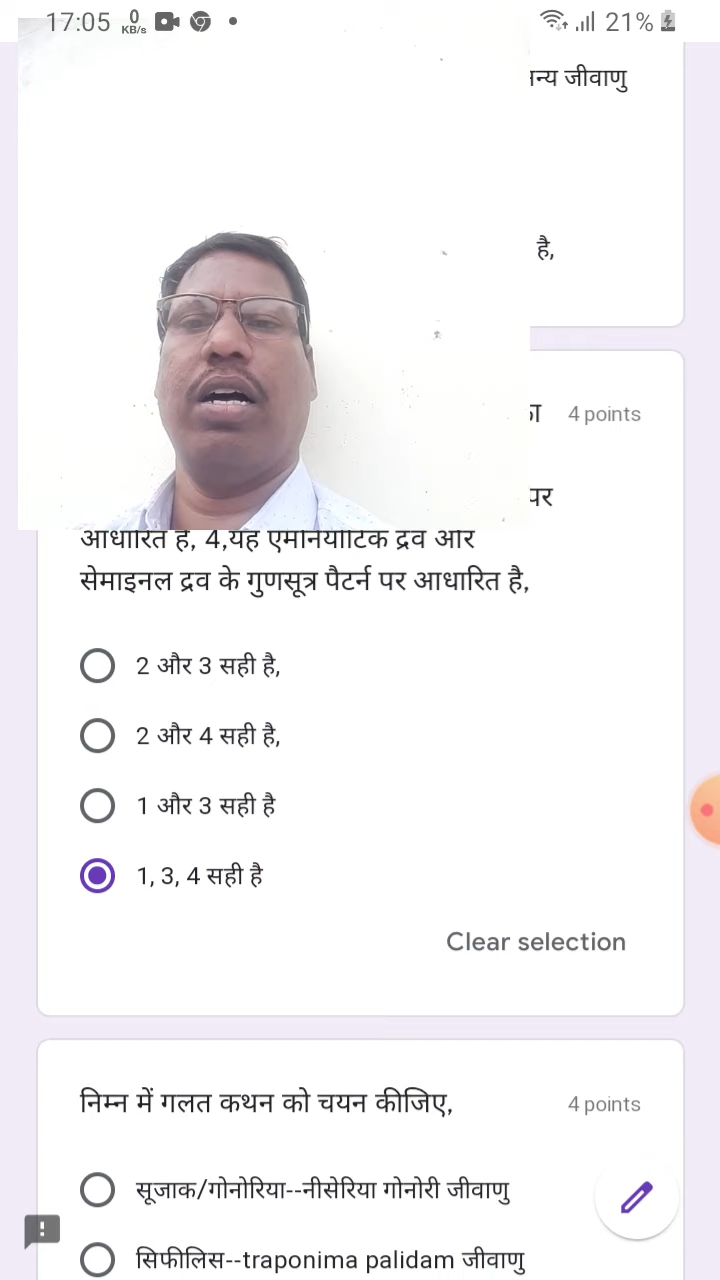 17:05 0 KB/s 21%
जीवाणु
है,
4 points
पर
आधारित है, 4,यह एमनियोटिक द्रव और
सेमाइनल द्रव के गुणसूत्र पैटर्न पर आधारित है,
2 और 3 सही है,
2 और 4 सही है,
1 और 3 सही है
1, 3, 4 सही है
Clear selection
निम्न में गलत कथन को चयन कीजिए,
4 points
सूजाक/गोनोरिया--नीसेरिया गोनोरी जीवाणु
सिफीलिस--traponima palidam जीवाणु